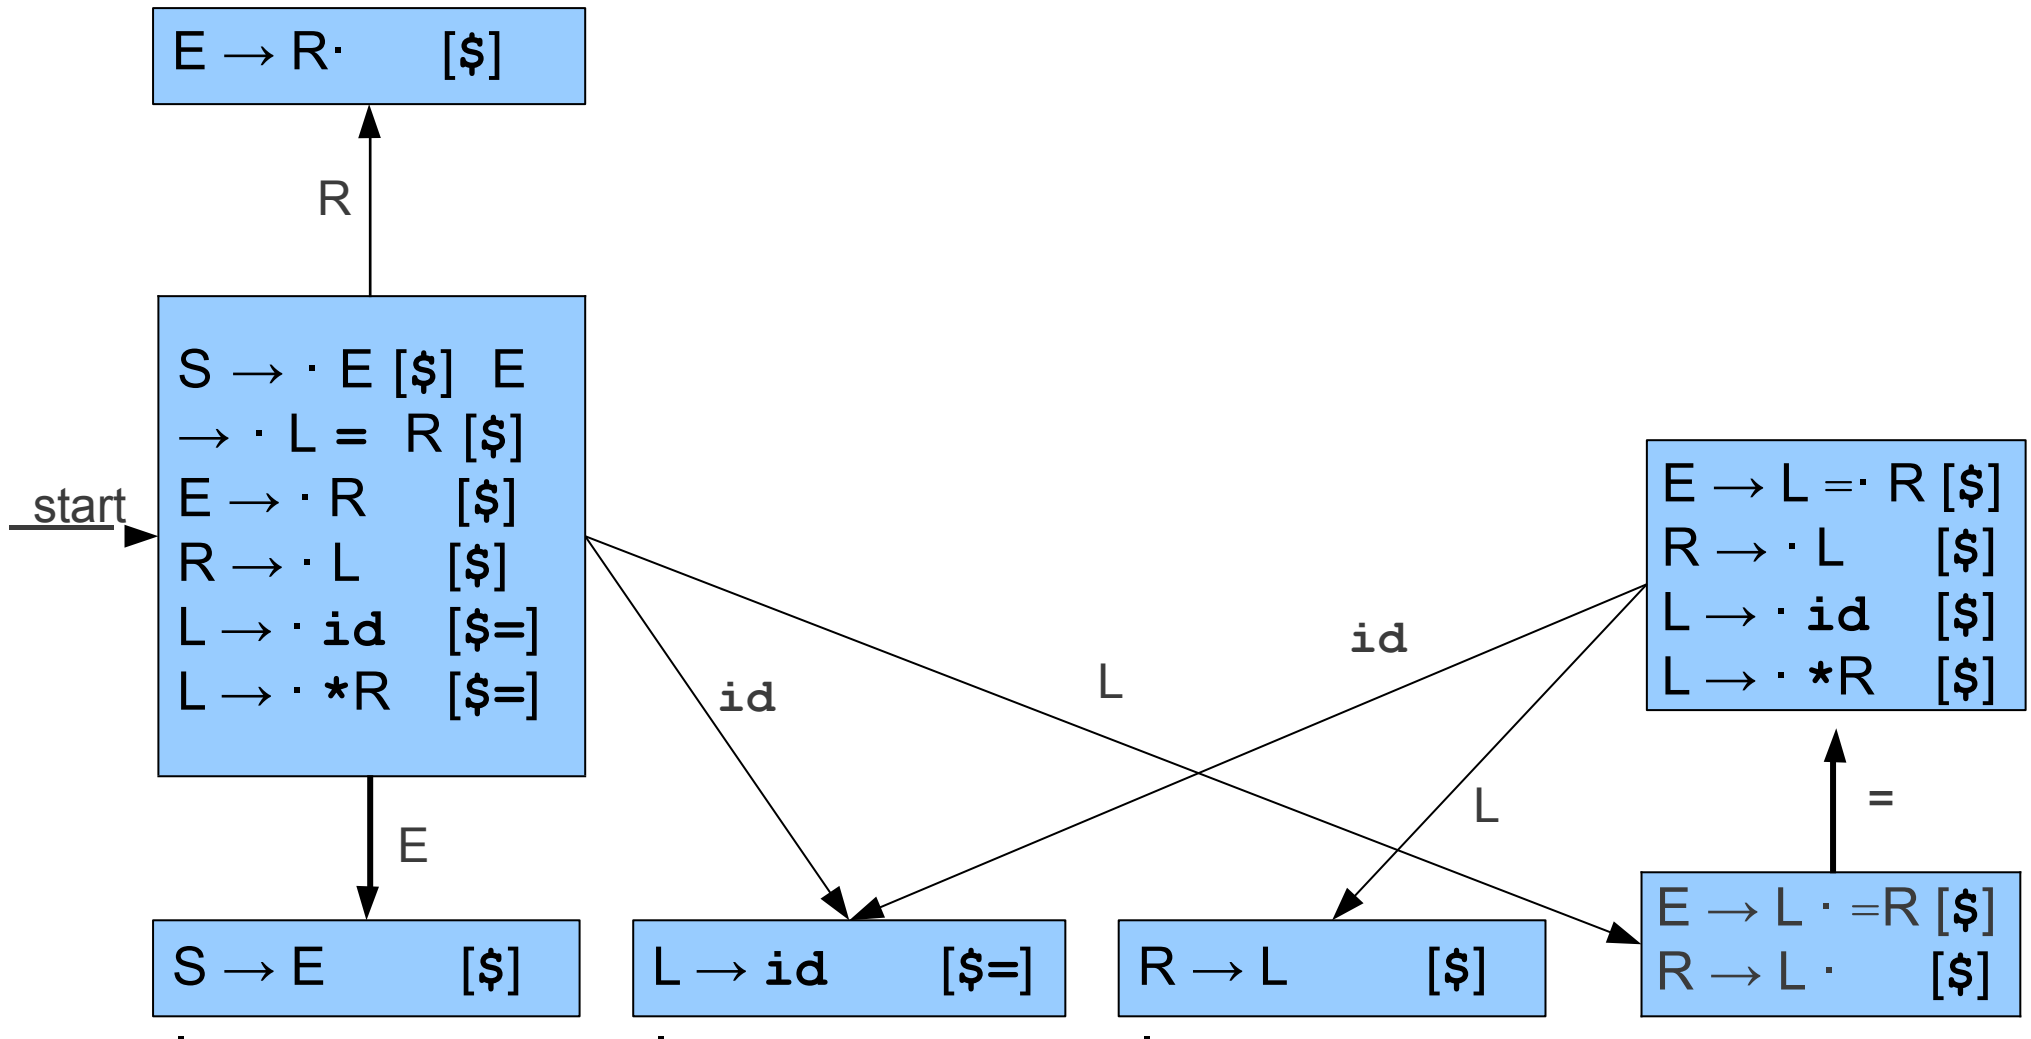 E → R· [$]
R
S → · E [$] E
→ · L = R [$]
E → · R [$]
R → · L [$]
L → · id [$=]
L → · *R [$=]
start
id
L
id
L
E → L =· R [$]
R → · L [$]
L → · id [$]
L → · *R [$]
=
E
S → E [$]
L → id [$=]
R → L [$]
E → L · =R [$]
R → L · [$]